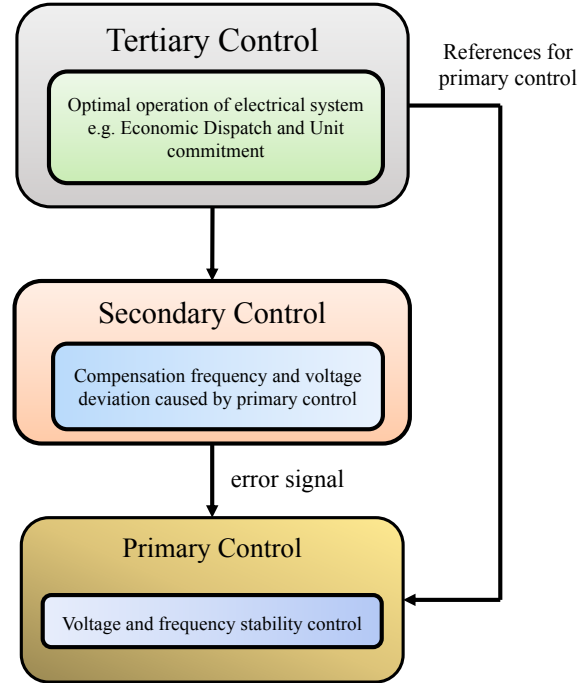 Tertiary Control
References for
primary control
Optimal operation of electrical system
e.g. Economic Dispatch and Unit
commitment
Secondary Control
Compensation frequency and voltage
deviation caused by primary control
error signal
Primary Control
Voltage and frequency stability control